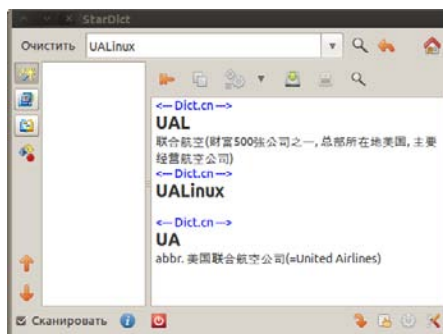 StarDict
Очистить UALinux
<--- Dict.cn --->
UAL
联合航空(财富500强公司之一, 总部所在地美国, 主要
经营航空公司)
<--- Dict.cn --->
UALinux
<--- Dict.cn --->
UA
abbr. 美国联合航空公司(=United Airlines)
Сканировать